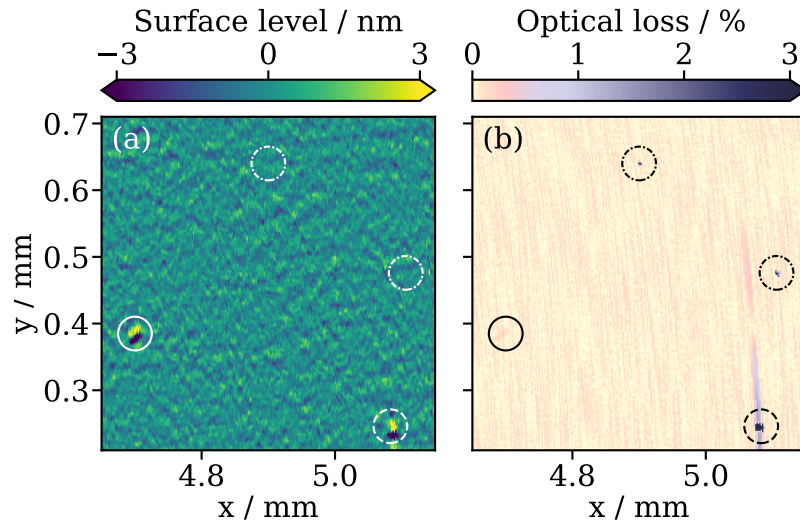 Surface level / nm
−3 0 3
Optical loss / %
0 1 2 3
(a)
(b)
0.7
0.6
0.5
0.4
0.3
y / mm
4.8 5.0
x / mm
4.8 5.0
x / mm